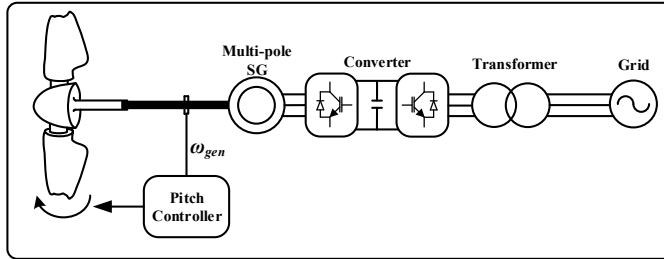 Multi-pole
SG
Converter
Transformer
Grid
ω_gen
Pitch
Controller